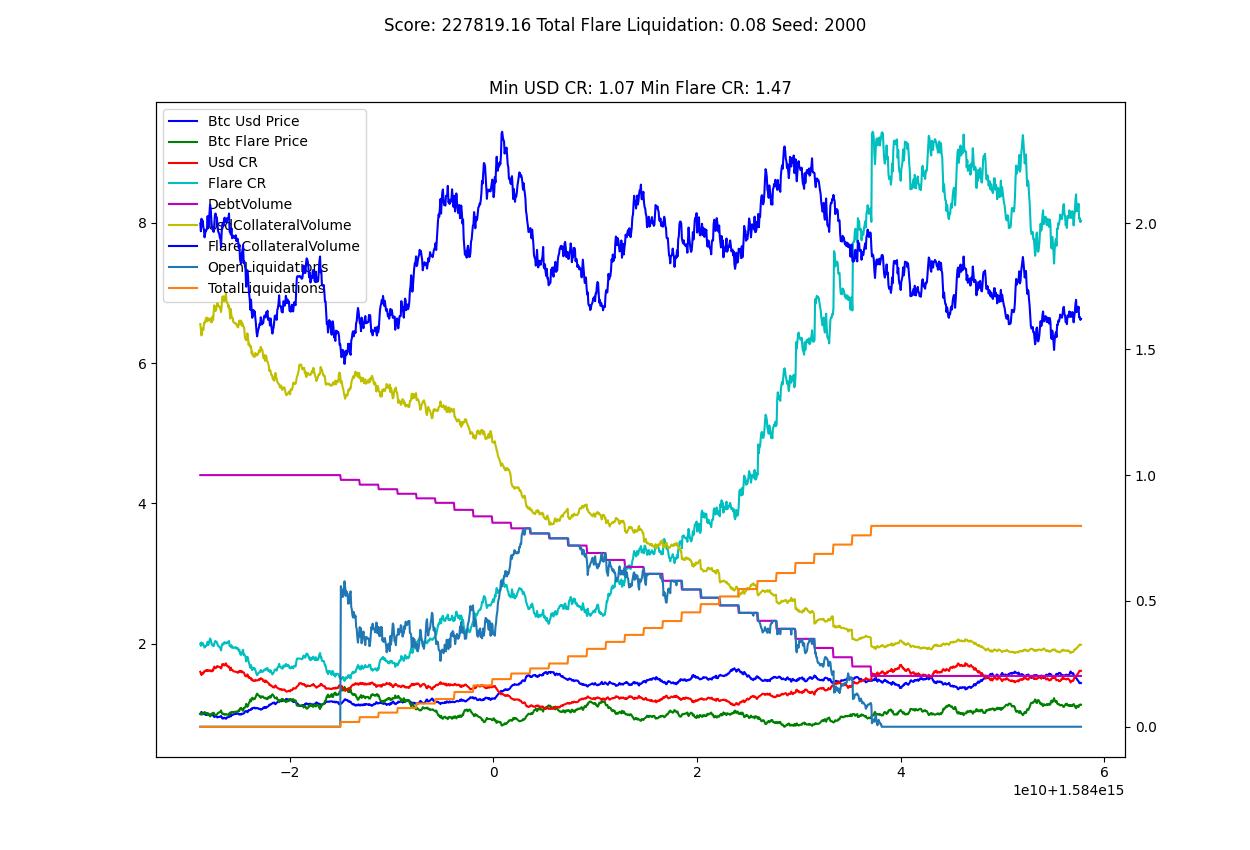 Score: 227819.16 Total Flare Liquidation: 0.08 Seed: 2000
Min USD CR: 1.07 Min Flare CR: 1.47
Btc Usd Price
Btc Flare Price
Usd CR
Flare CR
DebtVolume
UsdCollateralVolume
FlareCollateralVolume
OpenLiquidations
TotalLiquidations
8
6
4
2
2.0
1.5
1.0
0.5
0.0
−2
0
2
4
6
1e10+1.584e15